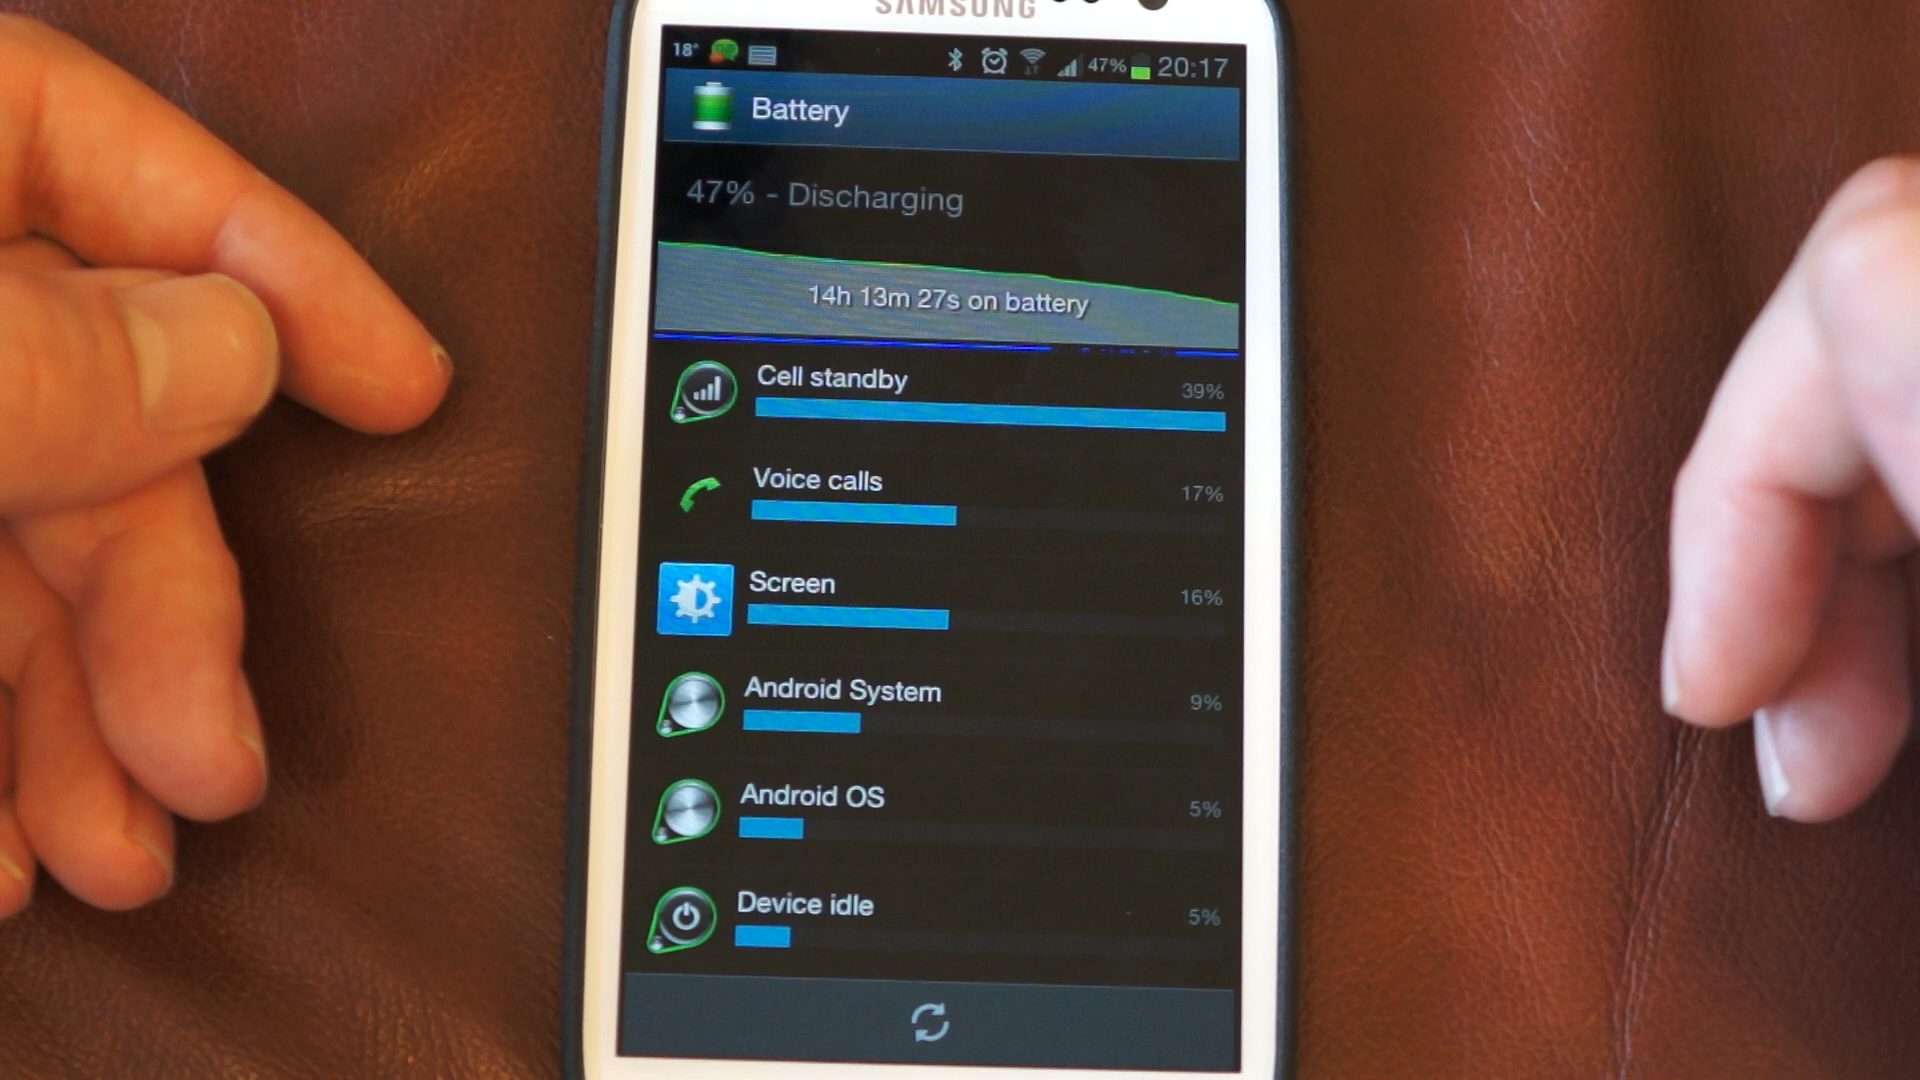 SAMSUNG
18° 47% 20:17
Battery
47% - Discharging
14h 13m 27s on battery
Cell standby 39%
Voice calls 17%
Screen 16%
Android System 9%
Android OS 5%
Device idle 5%